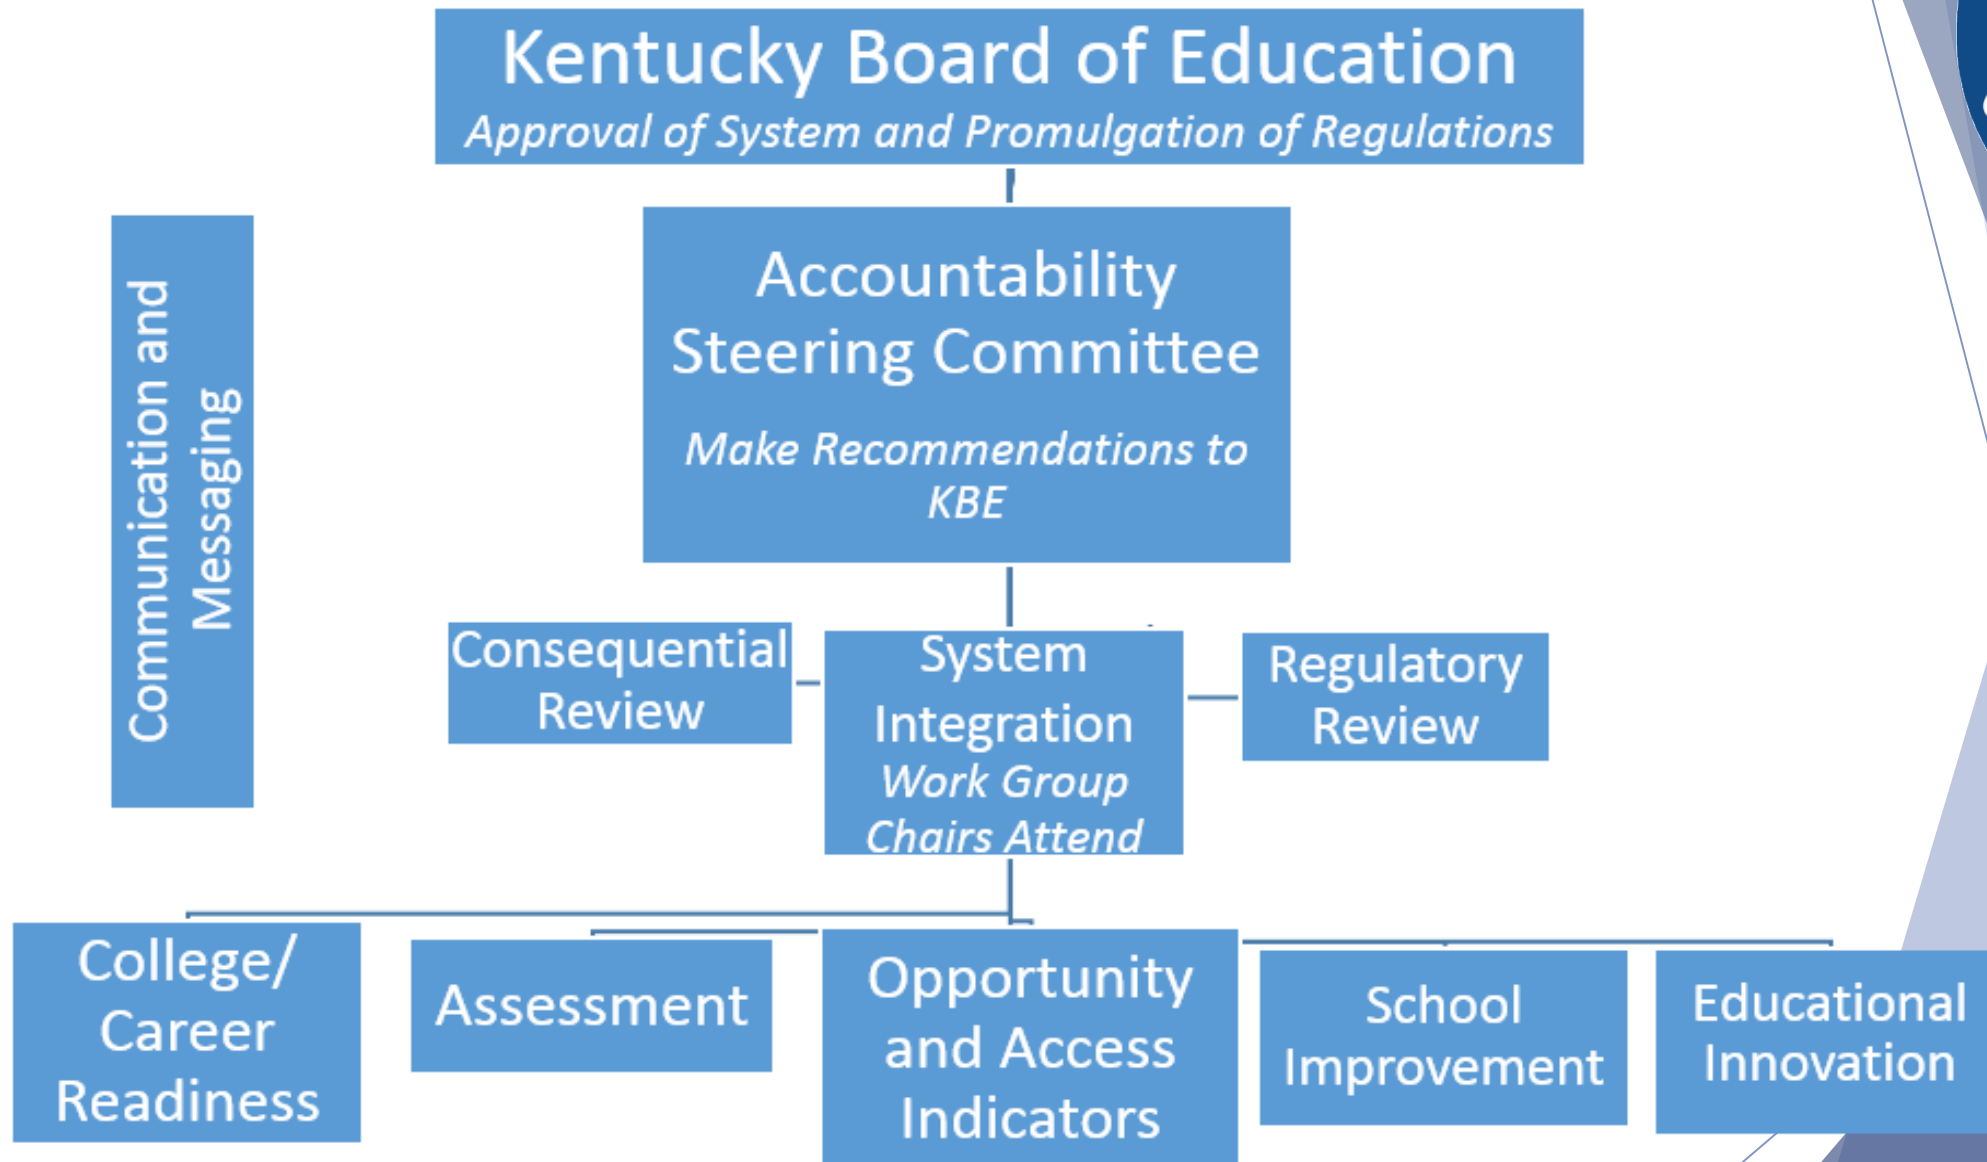 Kentucky Board of Education
Approval of System and Promulgation of Regulations
Communication and
Messaging
Accountability
Steering Committee
Make Recommendations to
KBE
Consequential
Review
System
Integration
Work Group
Chairs Attend
Regulatory
Review
College/
Career
Readiness
Assessment
Opportunity
and Access
Indicators
School
Improvement
Educational
Innovation